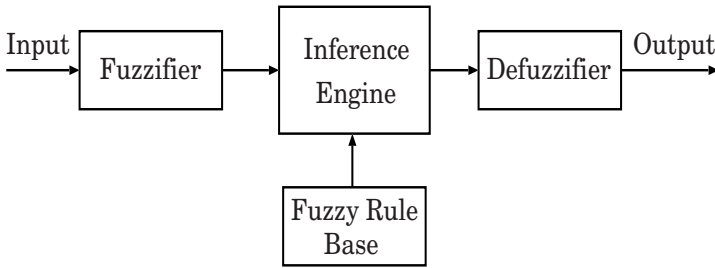 Input
Fuzzifier
Inference
Engine
Defuzzifier
Output
Fuzzy Rule
Base